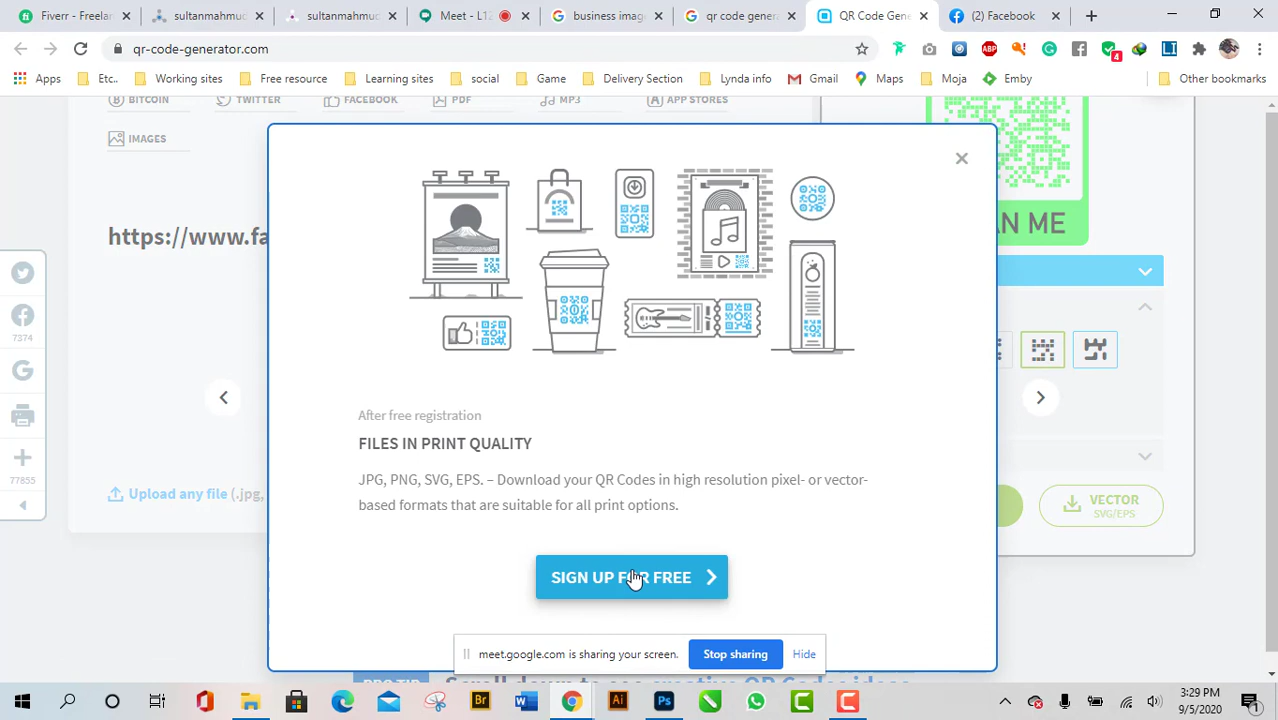 Fiverr - Freela
sultanmahmu
sultanmahmu
Meet - L12
business imag
qr code gener
QR Code Gene
(2) Facebook
qr-code-generator.com
4
Apps
Etc..
Working sites
Free resource
Learning sites
social
Game
Delivery Section
Lynda info
Gmail
Maps
Moja
Emby
Other bookmarks
BITCOIN
TWITTER
FACEBOOK
PDF
MP3
APP STORES
IMAGES
AN ME
https://www.fa
7374
77855
After free registration
FILES IN PRINT QUALITY
JPG, PNG, SVG, EPS. – Download your QR Codes in high resolution pixel- or vector-
based formats that are suitable for all print options.
Upload any file (.jpg,
VECTOR
SVG/EPS
SIGN UP FOR FREE
meet.google.com is sharing your screen.
Stop sharing
Hide
3:29 PM
9/5/2020